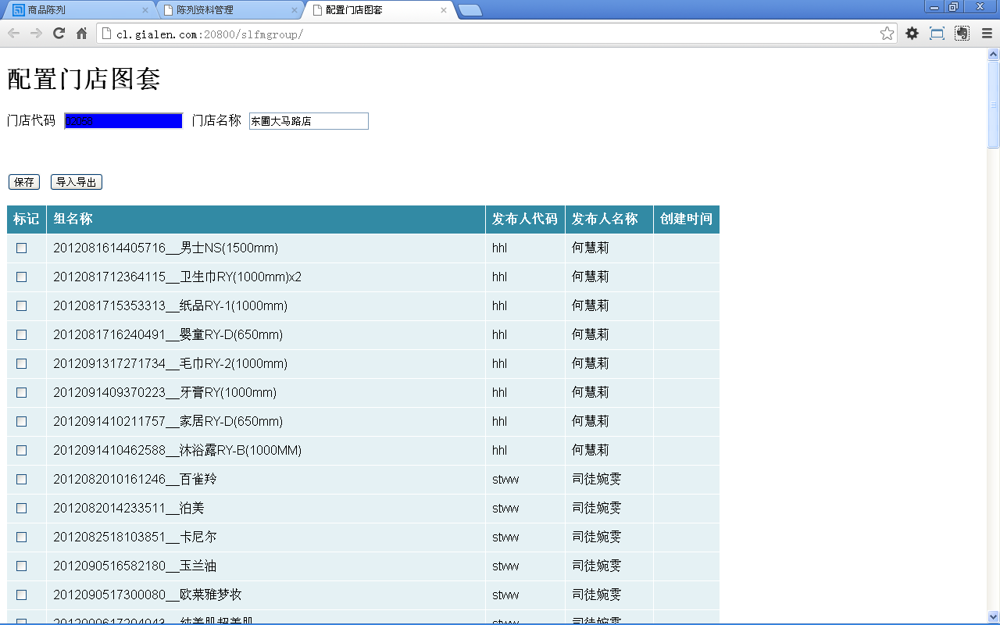 商品陈列
陈列资料管理
配置门店图套
cl.gialen.com:20800/slfmgroup/
配置门店图套
门店代码 02058 门店名称 东圃大马路店
保存 导入导出
标记 组名称 发布人代码 发布人名称 创建时间
2012081614405716__男士NS(1500mm) hhl 何慧莉
2012081712364115__卫生巾RY(1000mm)x2 hhl 何慧莉
2012081715353313__纸品RY-1(1000mm) hhl 何慧莉
2012081716240491__婴童RY-D(650mm) hhl 何慧莉
2012091317271734__毛巾RY-2(1000mm) hhl 何慧莉
2012091409370223__牙膏RY(1000mm) hhl 何慧莉
2012091410211757__家居RY-D(650mm) hhl 何慧莉
2012091410462588__沐浴露RY-B(1000MM) hhl 何慧莉
2012082010161246__百雀羚 stww 司徒婉雯
2012082014233511__泊美 stww 司徒婉雯
2012082518103851__卡尼尔 stww 司徒婉雯
2012090516582180__玉兰油 stww 司徒婉雯
2012090517300080__欧莱雅梦妆 stww 司徒婉雯
stww 司徒婉雯